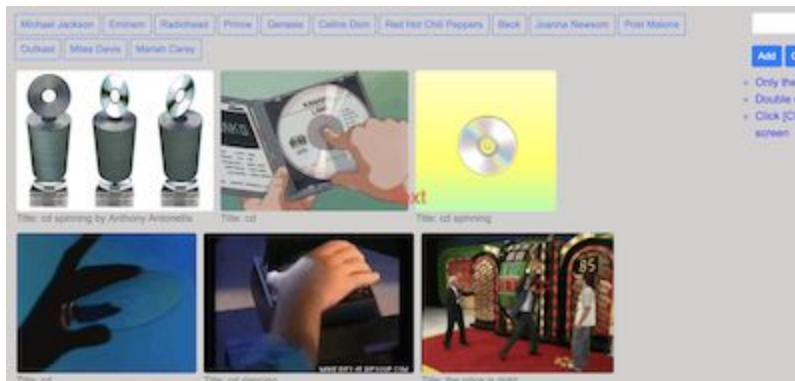 Michael Jackson Eminem Radiohead Prince Genesis Celine Dion Red Hot Chili Peppers Beck Joanna Newsom Post Malone
Outkast Miles Davis Mariah Carey
Add
Only the
Double
Click [C
screen
Title: cd spinning by Anthony Antonellis
Title: cd
Title: cd spinning
85
Title: cd
Title: cd dancing
Title: the price is right